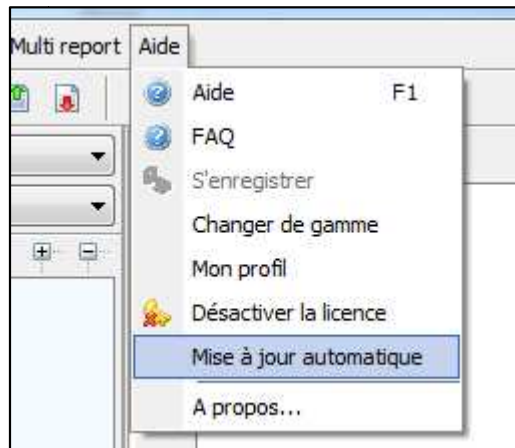 Multi report Aide
Aide F1
FAQ
S'enregistrer
Changer de gamme
Mon profil
Désactiver la licence
Mise à jour automatique
A propos...